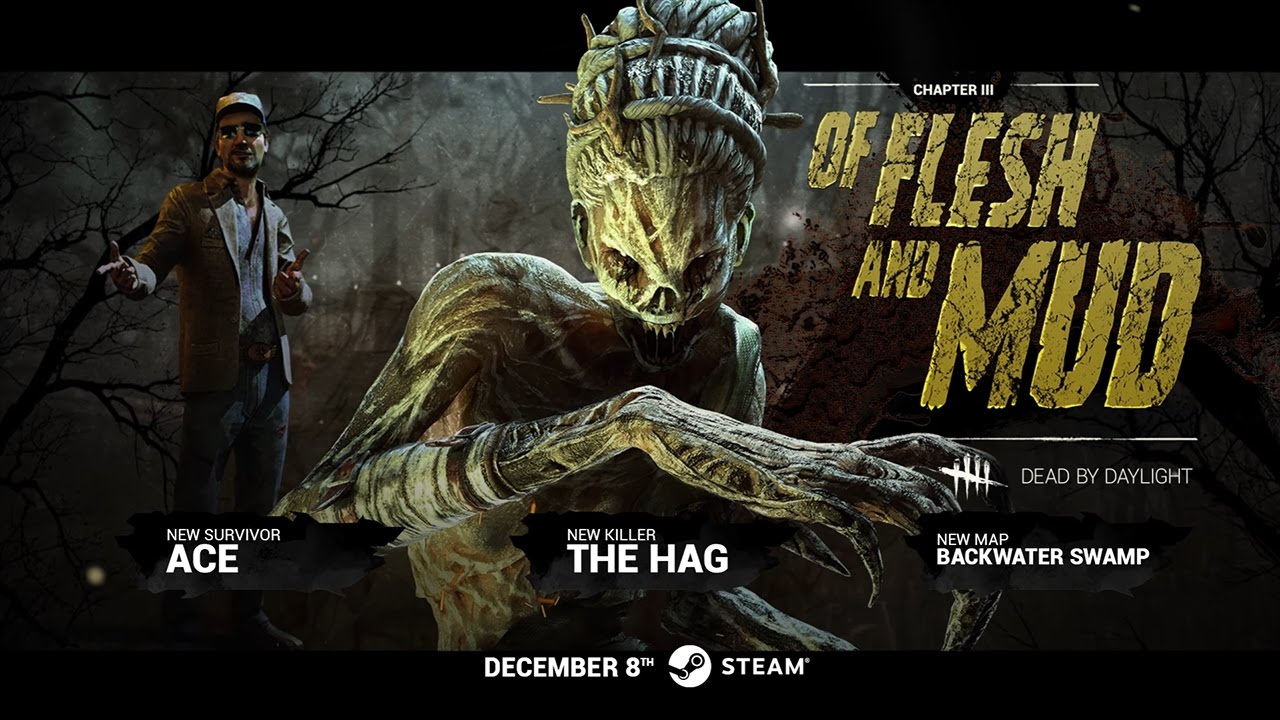 CHAPTER III
OF FLESH
AND MUD
DEAD BY DAYLIGHT
NEW SURVIVOR
ACE
NEW KILLER
THE HAG
NEW MAP
BACKWATER SWAMP
DECEMBER 8TH STEAM®